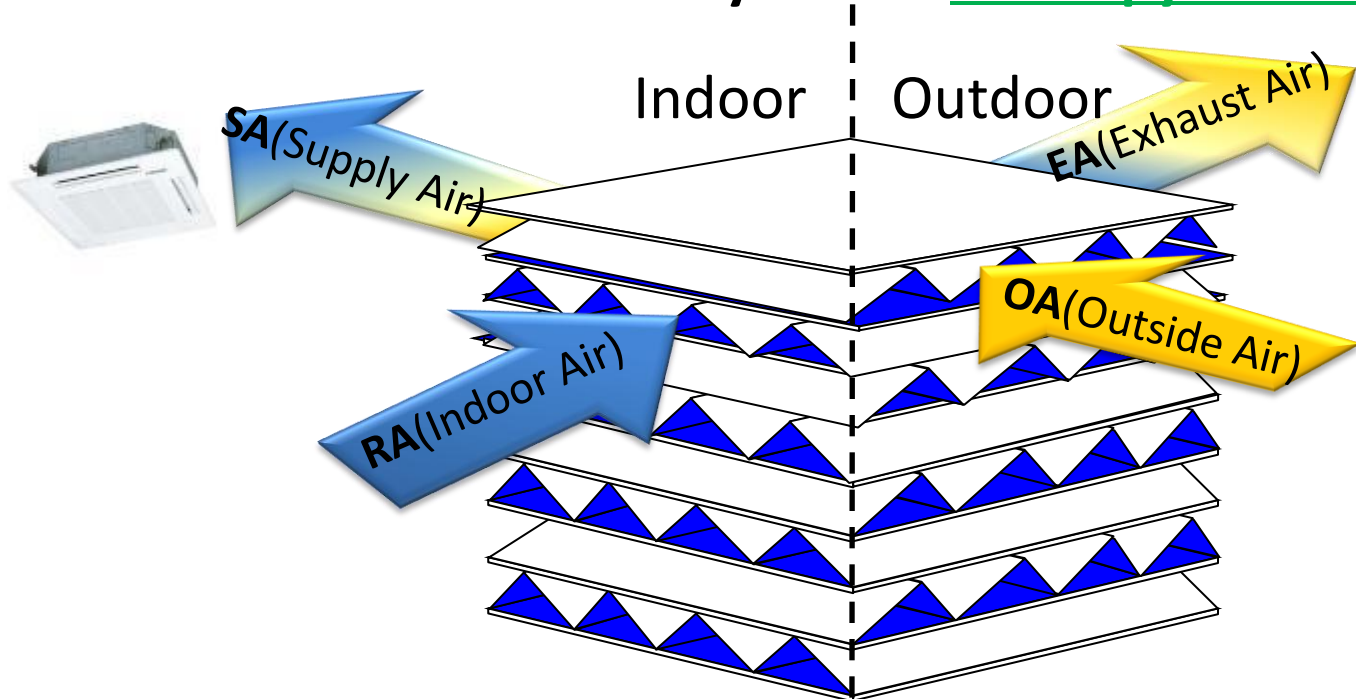 Indoor
Outdoor
SA(Supply Air)
EA(Exhaust Air)
OA(Outside Air)
RA(Indoor Air)